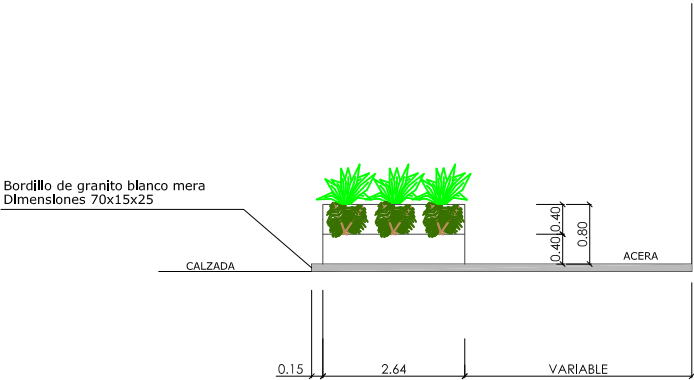 Bordillo de granito blanco mera
Dimensiones 70x15x25
0.40
0.40
0.80
CALZADA
ACERA
0.15
2.64
VARIABLE